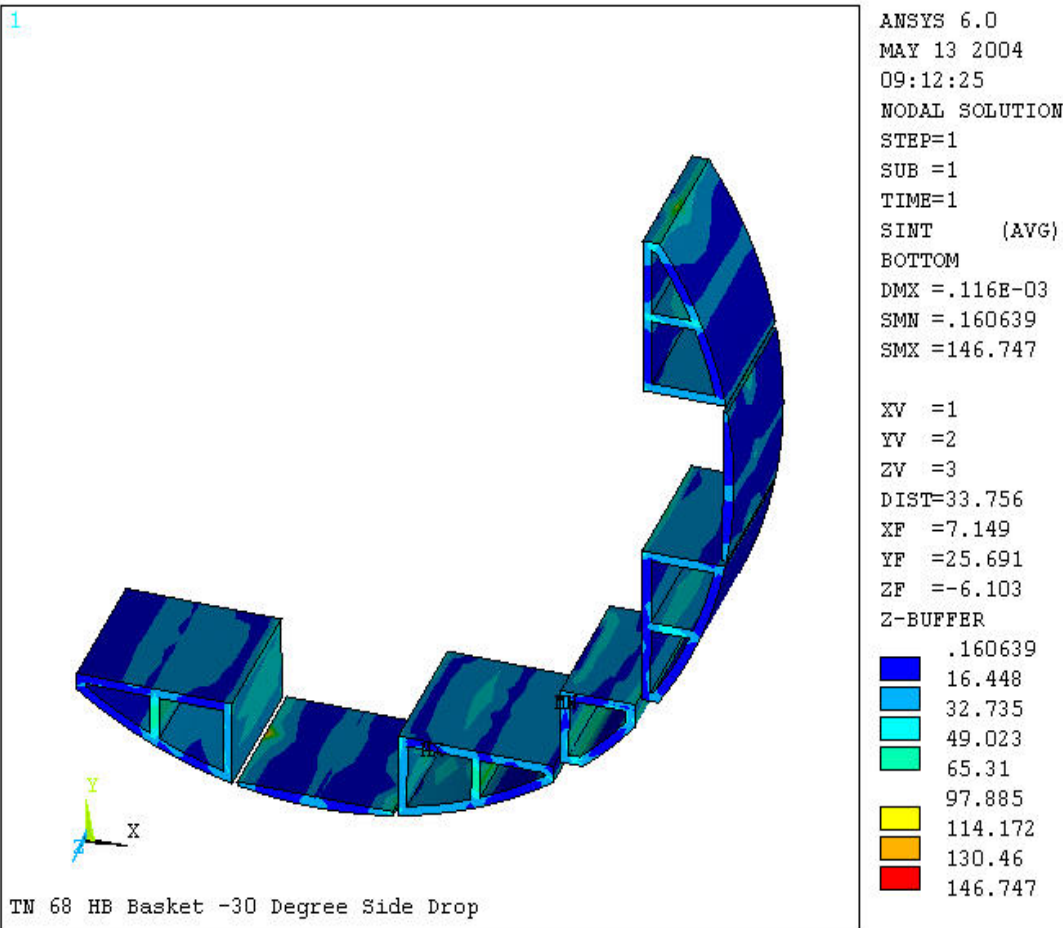 1
ANSYS 6.0
MAY 13 2004
09:12:25
NODAL SOLUTION
STEP=1
SUB =1
TIME=1
SINT (AVG)
BOTTOM
DMX =.116E-03
SMN =.160639
SMX =146.747
XV =1
YV =2
ZV =3
DIST=33.756
XF =7.149
YF =25.691
ZF =-6.103
Z-BUFFER
.160639
16.448
32.735
49.023
65.31
97.885
114.172
130.46
146.747
Y
X
Z
TN 68 HB Basket -30 Degree Side Drop